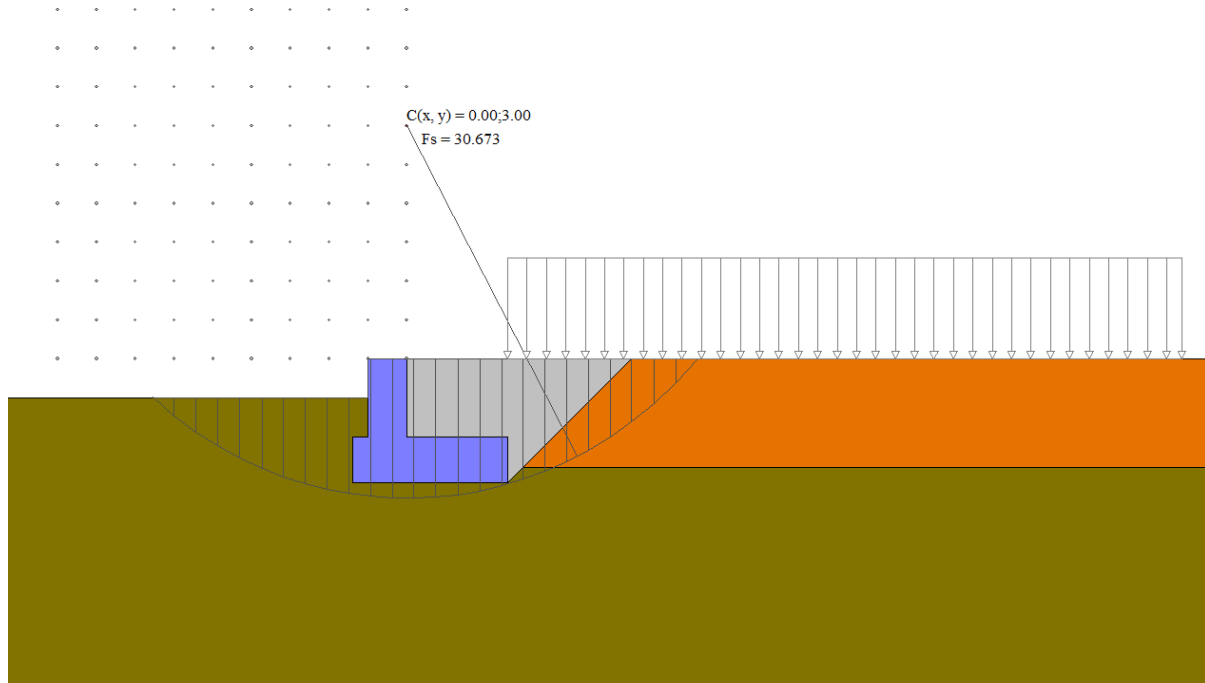 C(x, y) = 0.00;3.00
Fs = 30.673